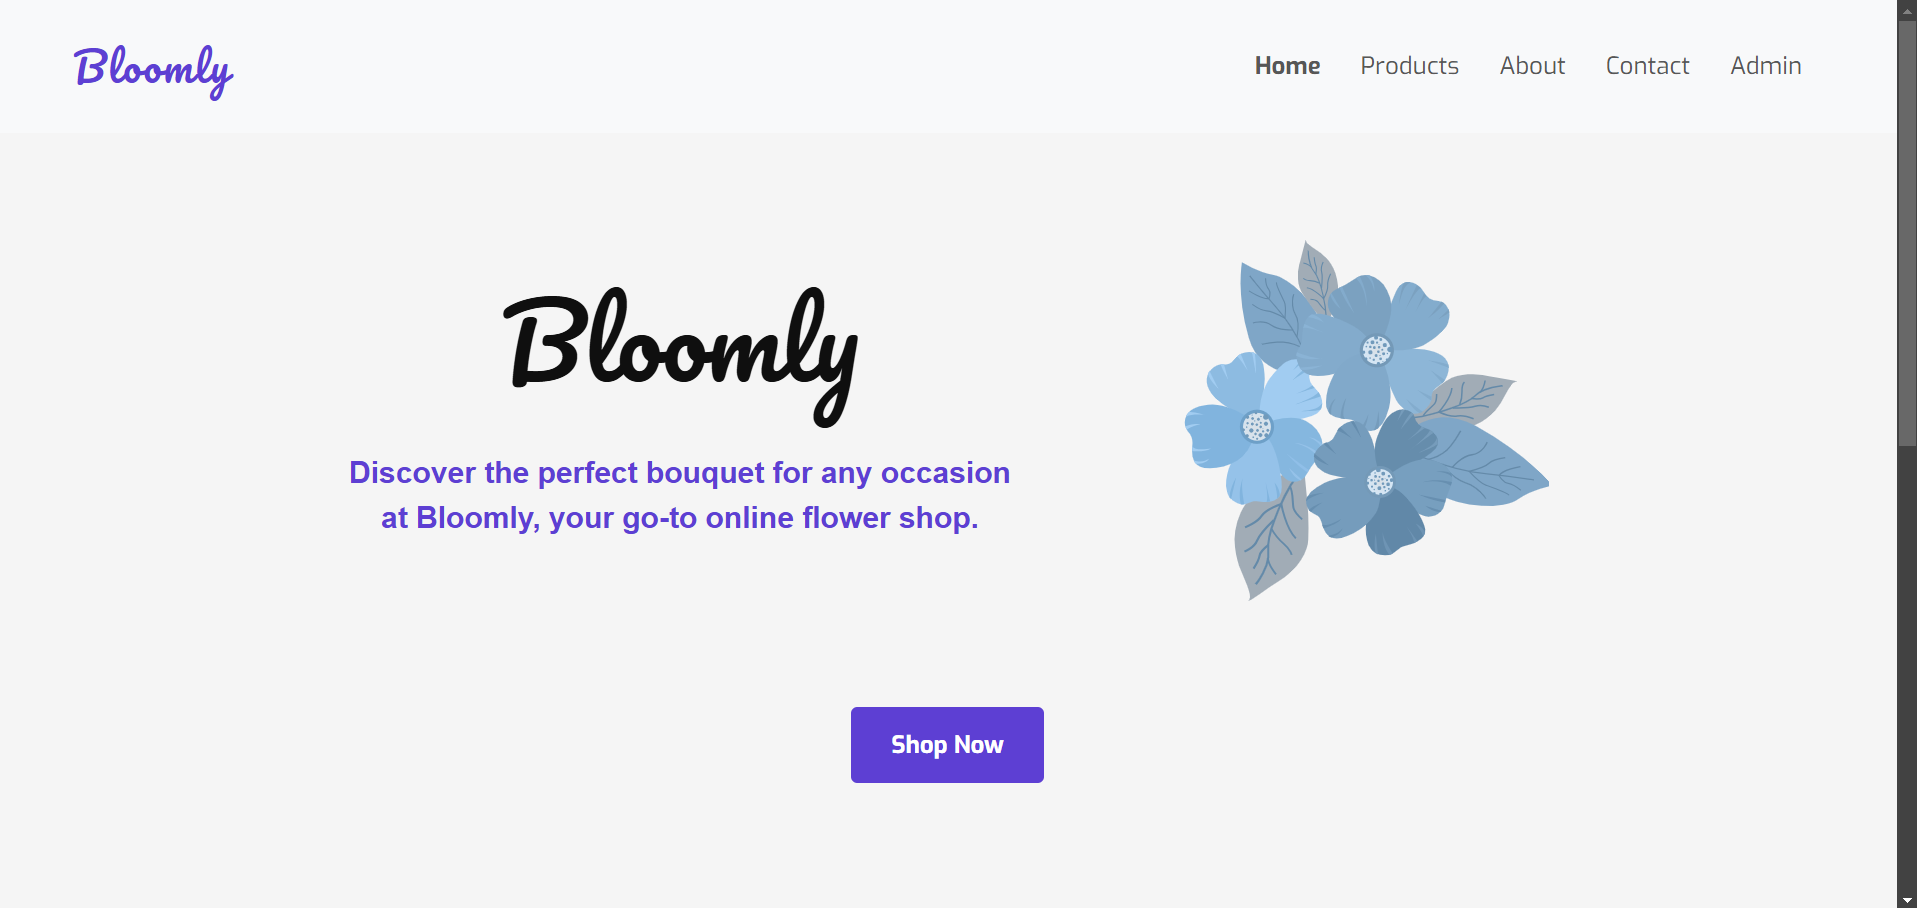 Bloomly
Home Products About Contact Admin
Bloomly
Discover the perfect bouquet for any occasion
at Bloomly, your go-to online flower shop.
Shop Now